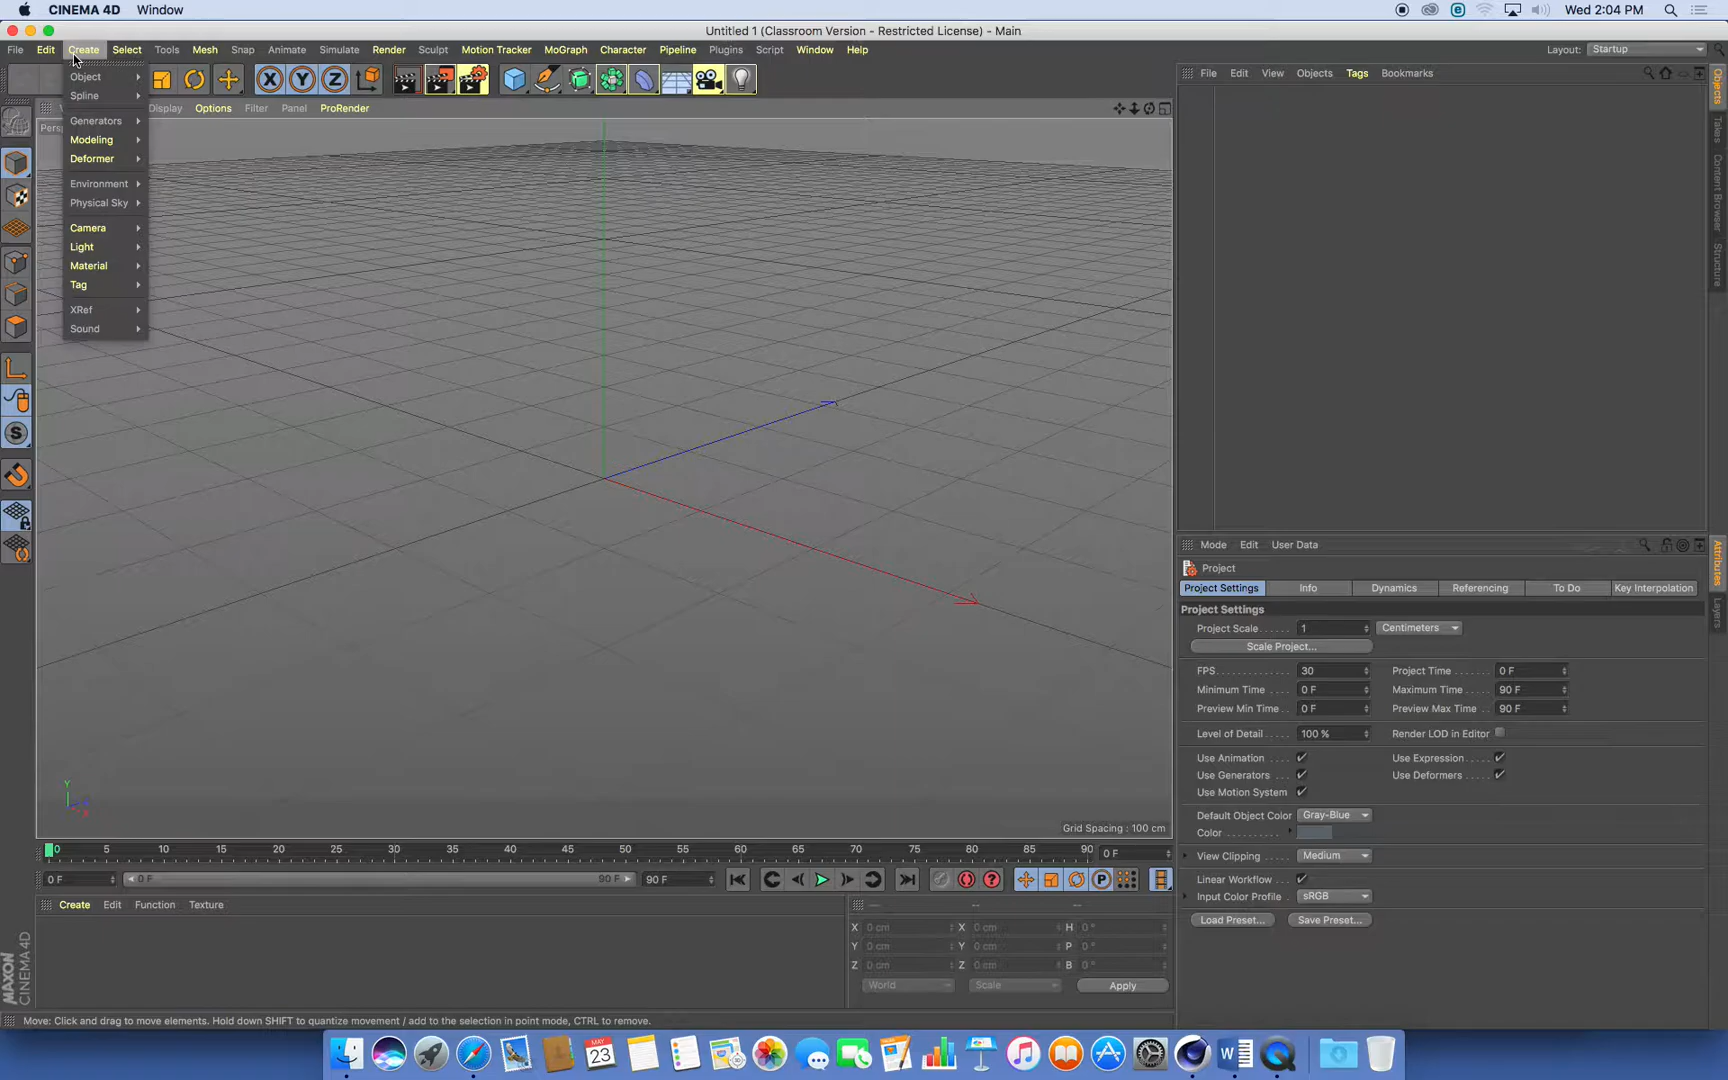 CINEMA 4D Window Wed 2:04 PM
Untitled 1 (Classroom Version - Restricted License) - Main
File Edit Create Select Tools Mesh Snap Animate Simulate Render Sculpt Motion Tracker MoGraph Character Pipeline Plugins Script Window Help Layout: Startup
Object
Spline
Generators
Modeling
Deformer
Environment
Physical Sky
Camera
Light
Material
Tag
XRef
Sound
Display Options Filter Panel ProRender
X Y Z
File Edit View Objects Tags Bookmarks
Objects
Takes
Content Browser
Structure
Y
Grid Spacing : 100 cm
0 5 10 15 20 25 30 35 40 45 50 55 60 65 70 75 80 85 90 0 F
0 F 0 F 90 F 90 F
P
Create Edit Function Texture
-- -- --
X 0 cm X 0 cm H 0 °
Y 0 cm Y 0 cm P 0 °
Z 0 cm Z 0 cm B 0 °
World Scale Apply
MAXON
CINEMA 4D
Mode Edit User Data
Attributes
Layers
Project
Project Settings Info Dynamics Referencing To Do Key Interpolation
Project Settings
Project Scale 1 Centimeters
Scale Project...
FPS 30 Project Time 0 F
Minimum Time 0 F Maximum Time 90 F
Preview Min Time 0 F Preview Max Time 90 F
Level of Detail 100 % Render LOD in Editor
Use Animation Use Expression
Use Generators Use Deformers
Use Motion System
Default Object Color Gray-Blue
Color
View Clipping Medium
Linear Workflow
Input Color Profile sRGB
Load Preset... Save Preset...
Move: Click and drag to move elements. Hold down SHIFT to quantize movement / add to the selection in point mode, CTRL to remove.
MAY
23